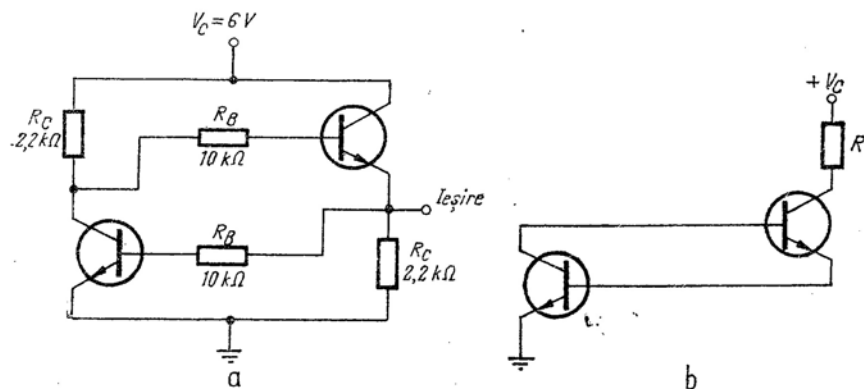 V_C = 6 V
R_C
2,2 kΩ
R_B
10 kΩ
R_B
10 kΩ
Ieșire
R_C
2,2 kΩ
a
+ V_C
R
b